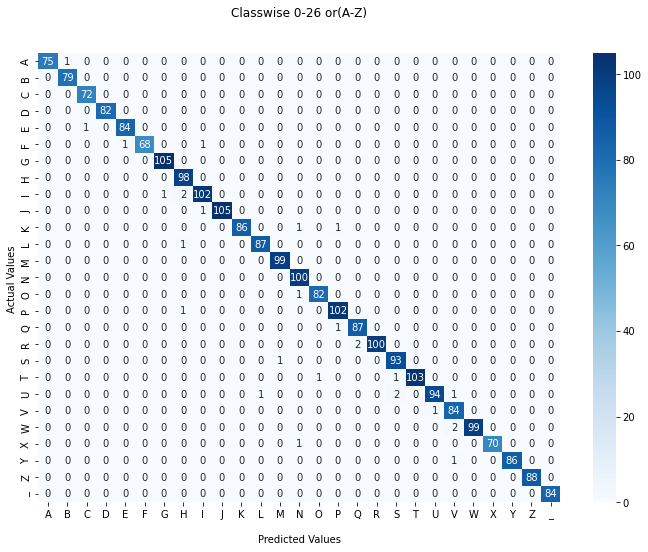 Classwise 0-26 or(A-Z)
Actual Values
A 75 1 0 0 0 0 0 0 0 0 0 0 0 0 0 0 0 0 0 0 0 0 0 0 0 0 0
B 0 79 0 0 0 0 0 0 0 0 0 0 0 0 0 0 0 0 0 0 0 0 0 0 0 0 0
C 0 0 72 0 0 0 0 0 0 0 0 0 0 0 0 0 0 0 0 0 0 0 0 0 0 0 0
D 0 0 0 82 0 0 0 0 0 0 0 0 0 0 0 0 0 0 0 0 0 0 0 0 0 0 0
E 0 0 1 0 84 0 0 0 0 0 0 0 0 0 0 0 0 0 0 0 0 0 0 0 0 0 0
F 0 0 0 0 1 68 0 0 1 0 0 0 0 0 0 0 0 0 0 0 0 0 0 0 0 0 0
G 0 0 0 0 0 0 105 0 0 0 0 0 0 0 0 0 0 0 0 0 0 0 0 0 0 0 0
H 0 0 0 0 0 0 0 98 0 0 0 0 0 0 0 0 0 0 0 0 0 0 0 0 0 0 0
I 0 0 0 0 0 0 1 2 102 0 0 0 0 0 0 0 0 0 0 0 0 0 0 0 0 0 0
J 0 0 0 0 0 0 0 0 1 105 0 0 0 0 0 0 0 0 0 0 0 0 0 0 0 0 0
K 0 0 0 0 0 0 0 0 0 0 86 0 0 1 0 1 0 0 0 0 0 0 0 0 0 0 0
L 0 0 0 0 0 0 0 1 0 0 0 87 0 0 0 0 0 0 0 0 0 0 0 0 0 0 0
M 0 0 0 0 0 0 0 0 0 0 0 0 99 0 0 0 0 0 0 0 0 0 0 0 0 0 0
N 0 0 0 0 0 0 0 0 0 0 0 0 0 100 0 0 0 0 0 0 0 0 0 0 0 0 0
O 0 0 0 0 0 0 0 0 0 0 0 0 0 1 82 0 0 0 0 0 0 0 0 0 0 0 0
P 0 0 0 0 0 0 0 1 0 0 0 0 0 0 0 102 0 0 0 0 0 0 0 0 0 0 0
Q 0 0 0 0 0 0 0 0 0 0 0 0 0 0 0 1 87 0 0 0 0 0 0 0 0 0 0
R 0 0 0 0 0 0 0 0 0 0 0 0 0 0 0 0 2 100 0 0 0 0 0 0 0 0 0
S 0 0 0 0 0 0 0 0 0 0 0 0 1 0 0 0 0 0 93 0 0 0 0 0 0 0 0
T 0 0 0 0 0 0 0 0 0 0 0 0 0 0 1 0 0 0 1 103 0 0 0 0 0 0 0
U 0 0 0 0 0 0 0 0 0 0 0 1 0 0 0 0 0 0 2 0 94 1 0 0 0 0 0
V 0 0 0 0 0 0 0 0 0 0 0 0 0 0 0 0 0 0 0 0 1 84 0 0 0 0 0
W 0 0 0 0 0 0 0 0 0 0 0 0 0 0 0 0 0 0 0 0 0 2 99 0 0 0 0
X 0 0 0 0 0 0 0 0 0 0 0 0 0 1 0 0 0 0 0 0 0 0 0 70 0 0 0
Y 0 0 0 0 0 0 0 0 0 0 0 0 0 0 0 0 0 0 0 0 0 1 0 0 86 0 0
Z 0 0 0 0 0 0 0 0 0 0 0 0 0 0 0 0 0 0 0 0 0 0 0 0 0 88 0
_ 0 0 0 0 0 0 0 0 0 0 0 0 0 0 0 0 0 0 0 0 0 0 0 0 0 0 84
A B C D E F G H I J K L M N O P Q R S T U V W X Y Z _
Predicted Values
100
80
60
40
20
0